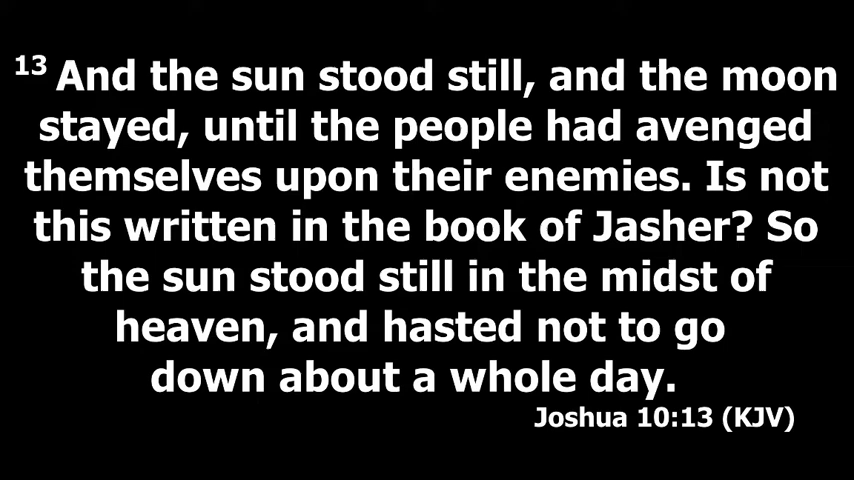 13 And the sun stood still, and the moon
stayed, until the people had avenged
themselves upon their enemies. Is not
this written in the book of Jasher? So
the sun stood still in the midst of
heaven, and hasted not to go
down about a whole day.
Joshua 10:13 (KJV)